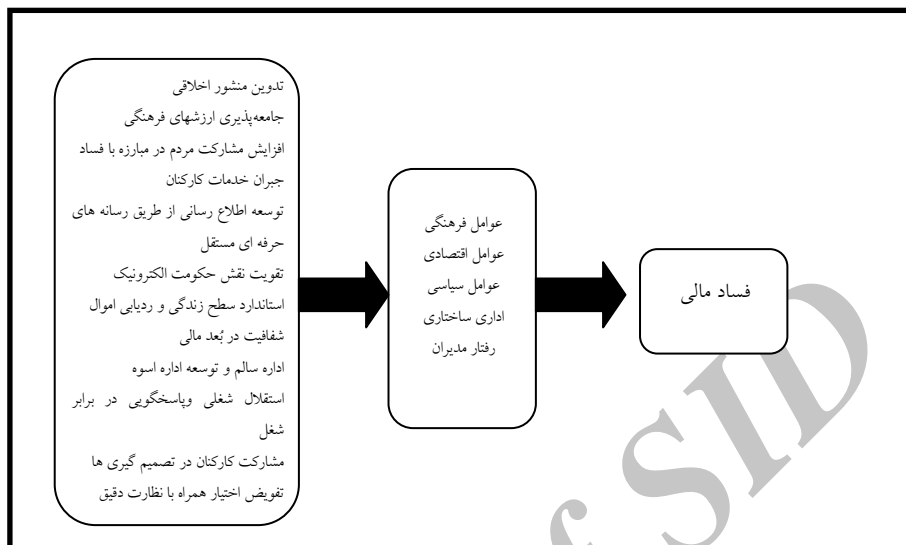 تدوین منشور اخلاقی
جامعه‌پذیری ارزشهای فرهنگی
افزایش مشارکت مردم در مبارزه با فساد
جبران خدمات کارکنان
توسعه اطلاع رسانی از طریق رسانه های
حرفه ای مستقل
تقویت نقش حکومت الکترونیک
استاندارد سطح زندگی و ردیابی اموال
شفافیت در بُعد مالی
اداره سالم و توسعه اداره اسوه
استقلال شغلی وپاسخگویی در برابر
شغل
مشارکت کارکنان در تصمیم گیری ها
تفویض اختیار همراه با نظارت دقیق
عوامل فرهنگی
عوامل اقتصادی
عوامل سیاسی
اداری ساختاری
رفتار مدیران
فساد مالی
of SID